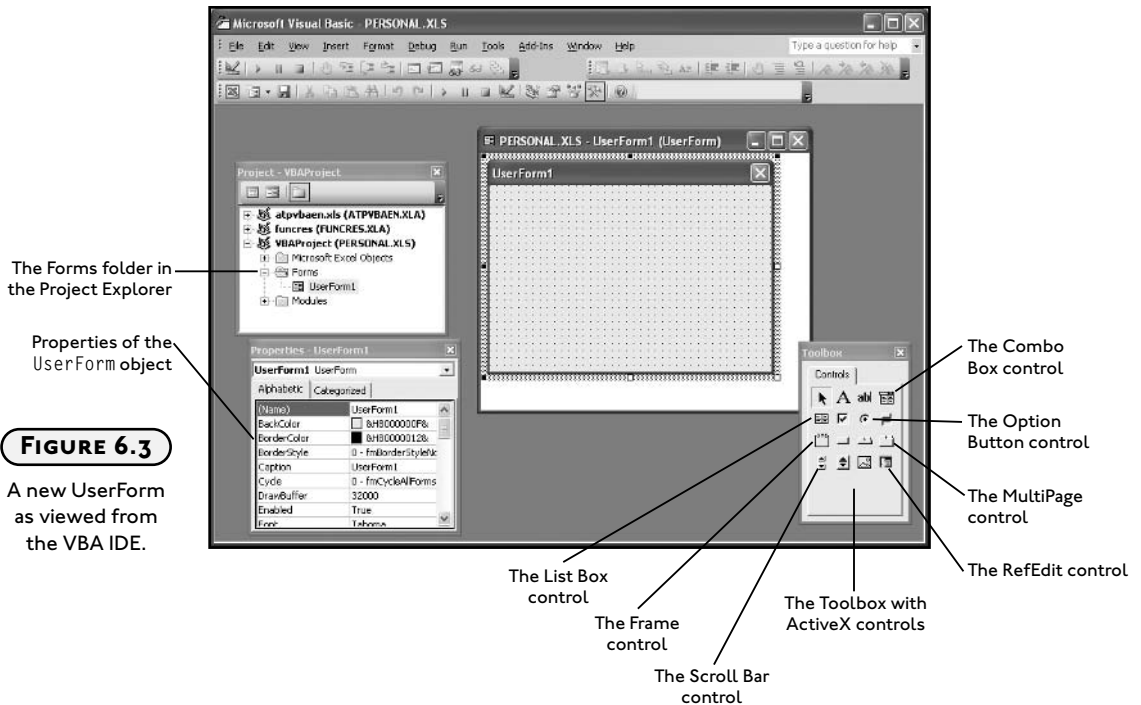 Microsoft Visual Basic - PERSONAL.XLS
File Edit View Insert Format Debug Run Tools Add-Ins Window Help
Type a question for help
Project - VBAProject
atpvbaen.xls (ATPVBAEN.XLA)
funcres (FUNCRES.XLA)
VBAProject (PERSONAL.XLS)
Microsoft Excel Objects
Forms
UserForm1
Modules
PERSONAL.XLS - UserForm1 (UserForm)
UserForm1
The Forms folder in
the Project Explorer
Properties of the
UserForm object
Properties - UserForm1
UserForm1 UserForm
Alphabetic Categorized
(Name) UserForm1
BackColor &H8000000F&
BorderColor &H80000012&
BorderStyle 0 - fmBorderStyleNo
Caption UserForm1
Cycle 0 - fmCycleAllForms
DrawBuffer 32000
Enabled True
Font Tahoma
Toolbox
Controls
A abl
The Combo
Box control
The Option
Button control
The MultiPage
control
The RefEdit control
The List Box
control
The Frame
control
The Scroll Bar
control
The Toolbox with
ActiveX controls
FIGURE 6.3
A new UserForm
as viewed from
the VBA IDE.